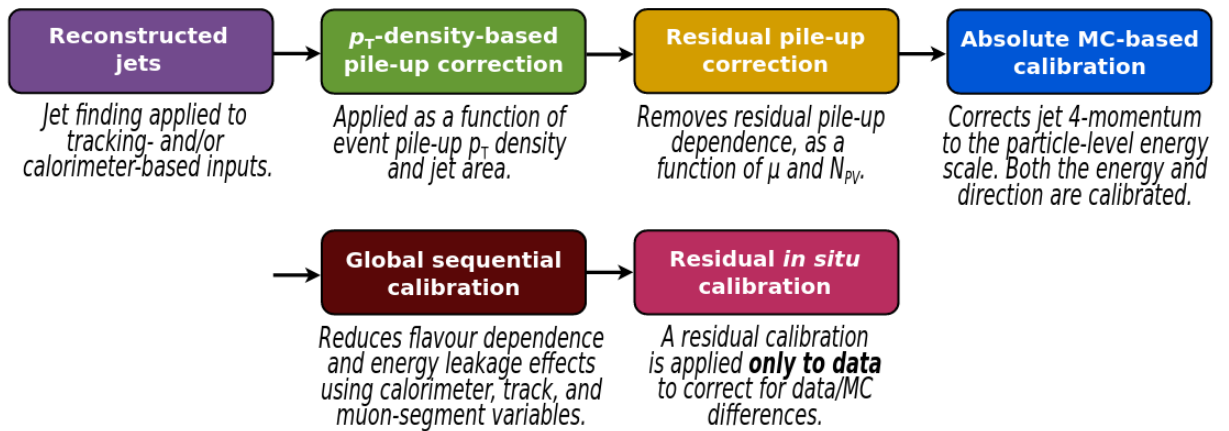 Reconstructed
jets
Jet finding applied to
tracking- and/or
calorimeter-based inputs.
pT-density-based
pile-up correction
Applied as a function of
event pile-up pT density
and jet area.
Residual pile-up
correction
Removes residual pile-up
dependence, as a
function of µ and NPV.
Absolute MC-based
calibration
Corrects jet 4-momentum
to the particle-level energy
scale. Both the energy and
direction are calibrated.
Global sequential
calibration
Reduces flavour dependence
and energy leakage effects
using calorimeter, track, and
muon-segment variables.
Residual in situ
calibration
A residual calibration
is applied only to data
to correct for data/MC
differences.